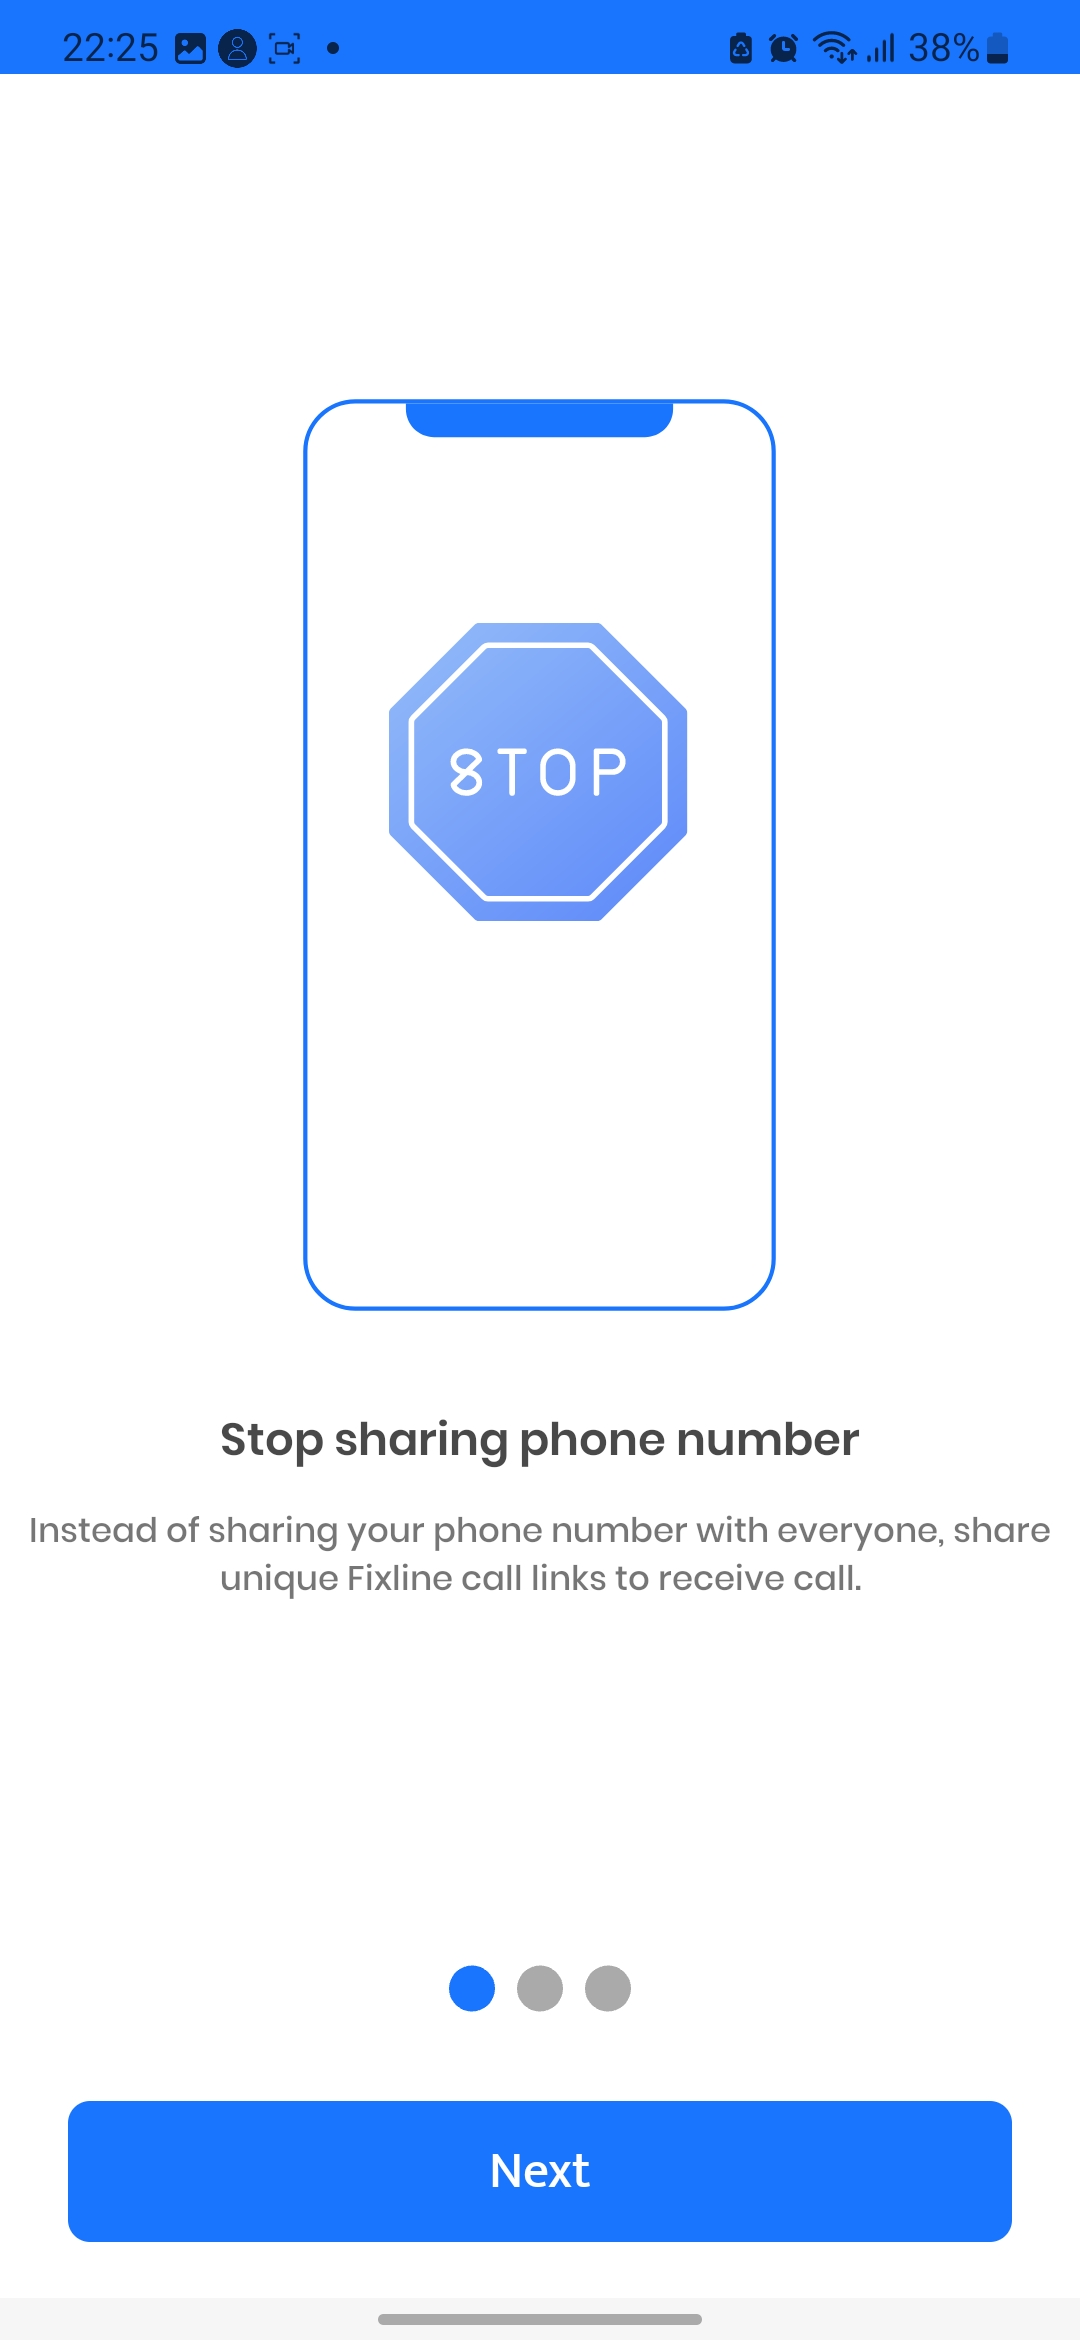 22:25
38%
STOP
Stop sharing phone number
Instead of sharing your phone number with everyone, share
unique Fixline call links to receive call.
Next